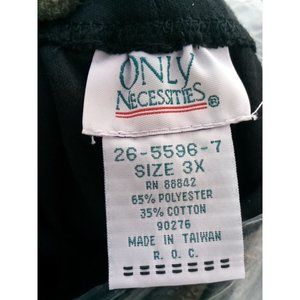 ONLY
NECESSITIES®
26-5596-7
SIZE 3X
RN 88842
65% POLYESTER
35% COTTON
90276
MADE IN TAIWAN
R. O. C.